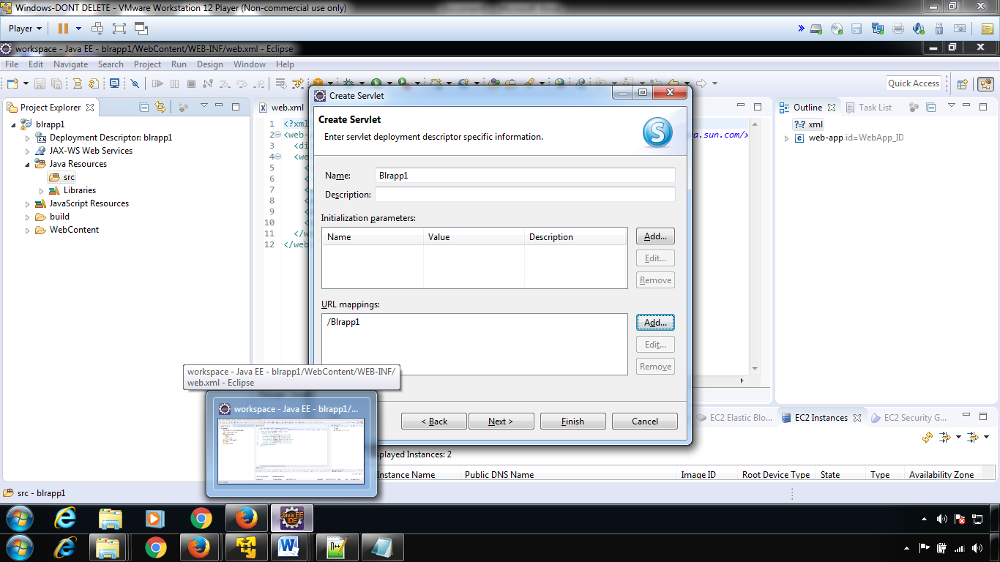 Windows-DONT DELETE - VMware Workstation 12 Player (Non-commercial use only)
Player
workspace - Java EE - blrapp1/WebContent/WEB-INF/web.xml - Eclipse
File Edit Navigate Search Project Run Design Window Help
Quick Access
Project Explorer
blrapp1
Deployment Descriptor: blrapp1
JAX-WS Web Services
Java Resources
src
Libraries
JavaScript Resources
build
WebContent
web.xml
1 <?xml
2 <web- a.sun.com/x
3 <di
4 <we
5 <
6 <
7 <
8 <
9 <
10 <
11 </w
12 </web
Create Servlet
Create Servlet
Enter servlet deployment descriptor specific information.
S
Name: Blrapp1
Description:
Initialization parameters:
Name Value Description
Add...
Edit...
Remove
URL mappings:
/Blrapp1
Add...
Edit...
Remove
< Back Next > Finish Cancel
Outline Task List
xml
web-app id=WebApp_ID
workspace - Java EE - blrapp1/WebContent/WEB-INF/
web.xml - Eclipse
workspace - Java EE - blrapp1/...
EC2 Elastic Blo... EC2 Instances EC2 Security G...
played Instances: 2
Instance Name Public DNS Name Image ID Root Device Type State Type Availability Zone
src - blrapp1
Java EE
IDE